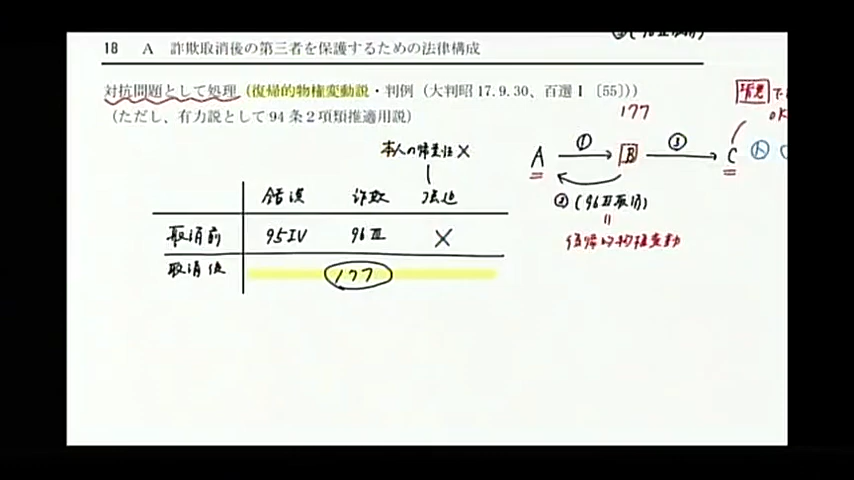 18 A 詐欺取消後の第三者を保護するための法律構成
対抗問題として処理(復帰的物権変動説・判例(大判昭17.9.30、百選Ⅰ〔55〕))
(ただし、有力説として94条2項類推適用説)
177
本人の帰責性×
A ① B ③ C
錯誤 詐欺 強迫
② (96Ⅲ取消)
=
復帰的物権変動
取消前 95Ⅳ 96Ⅲ ×
取消後 177
背悪